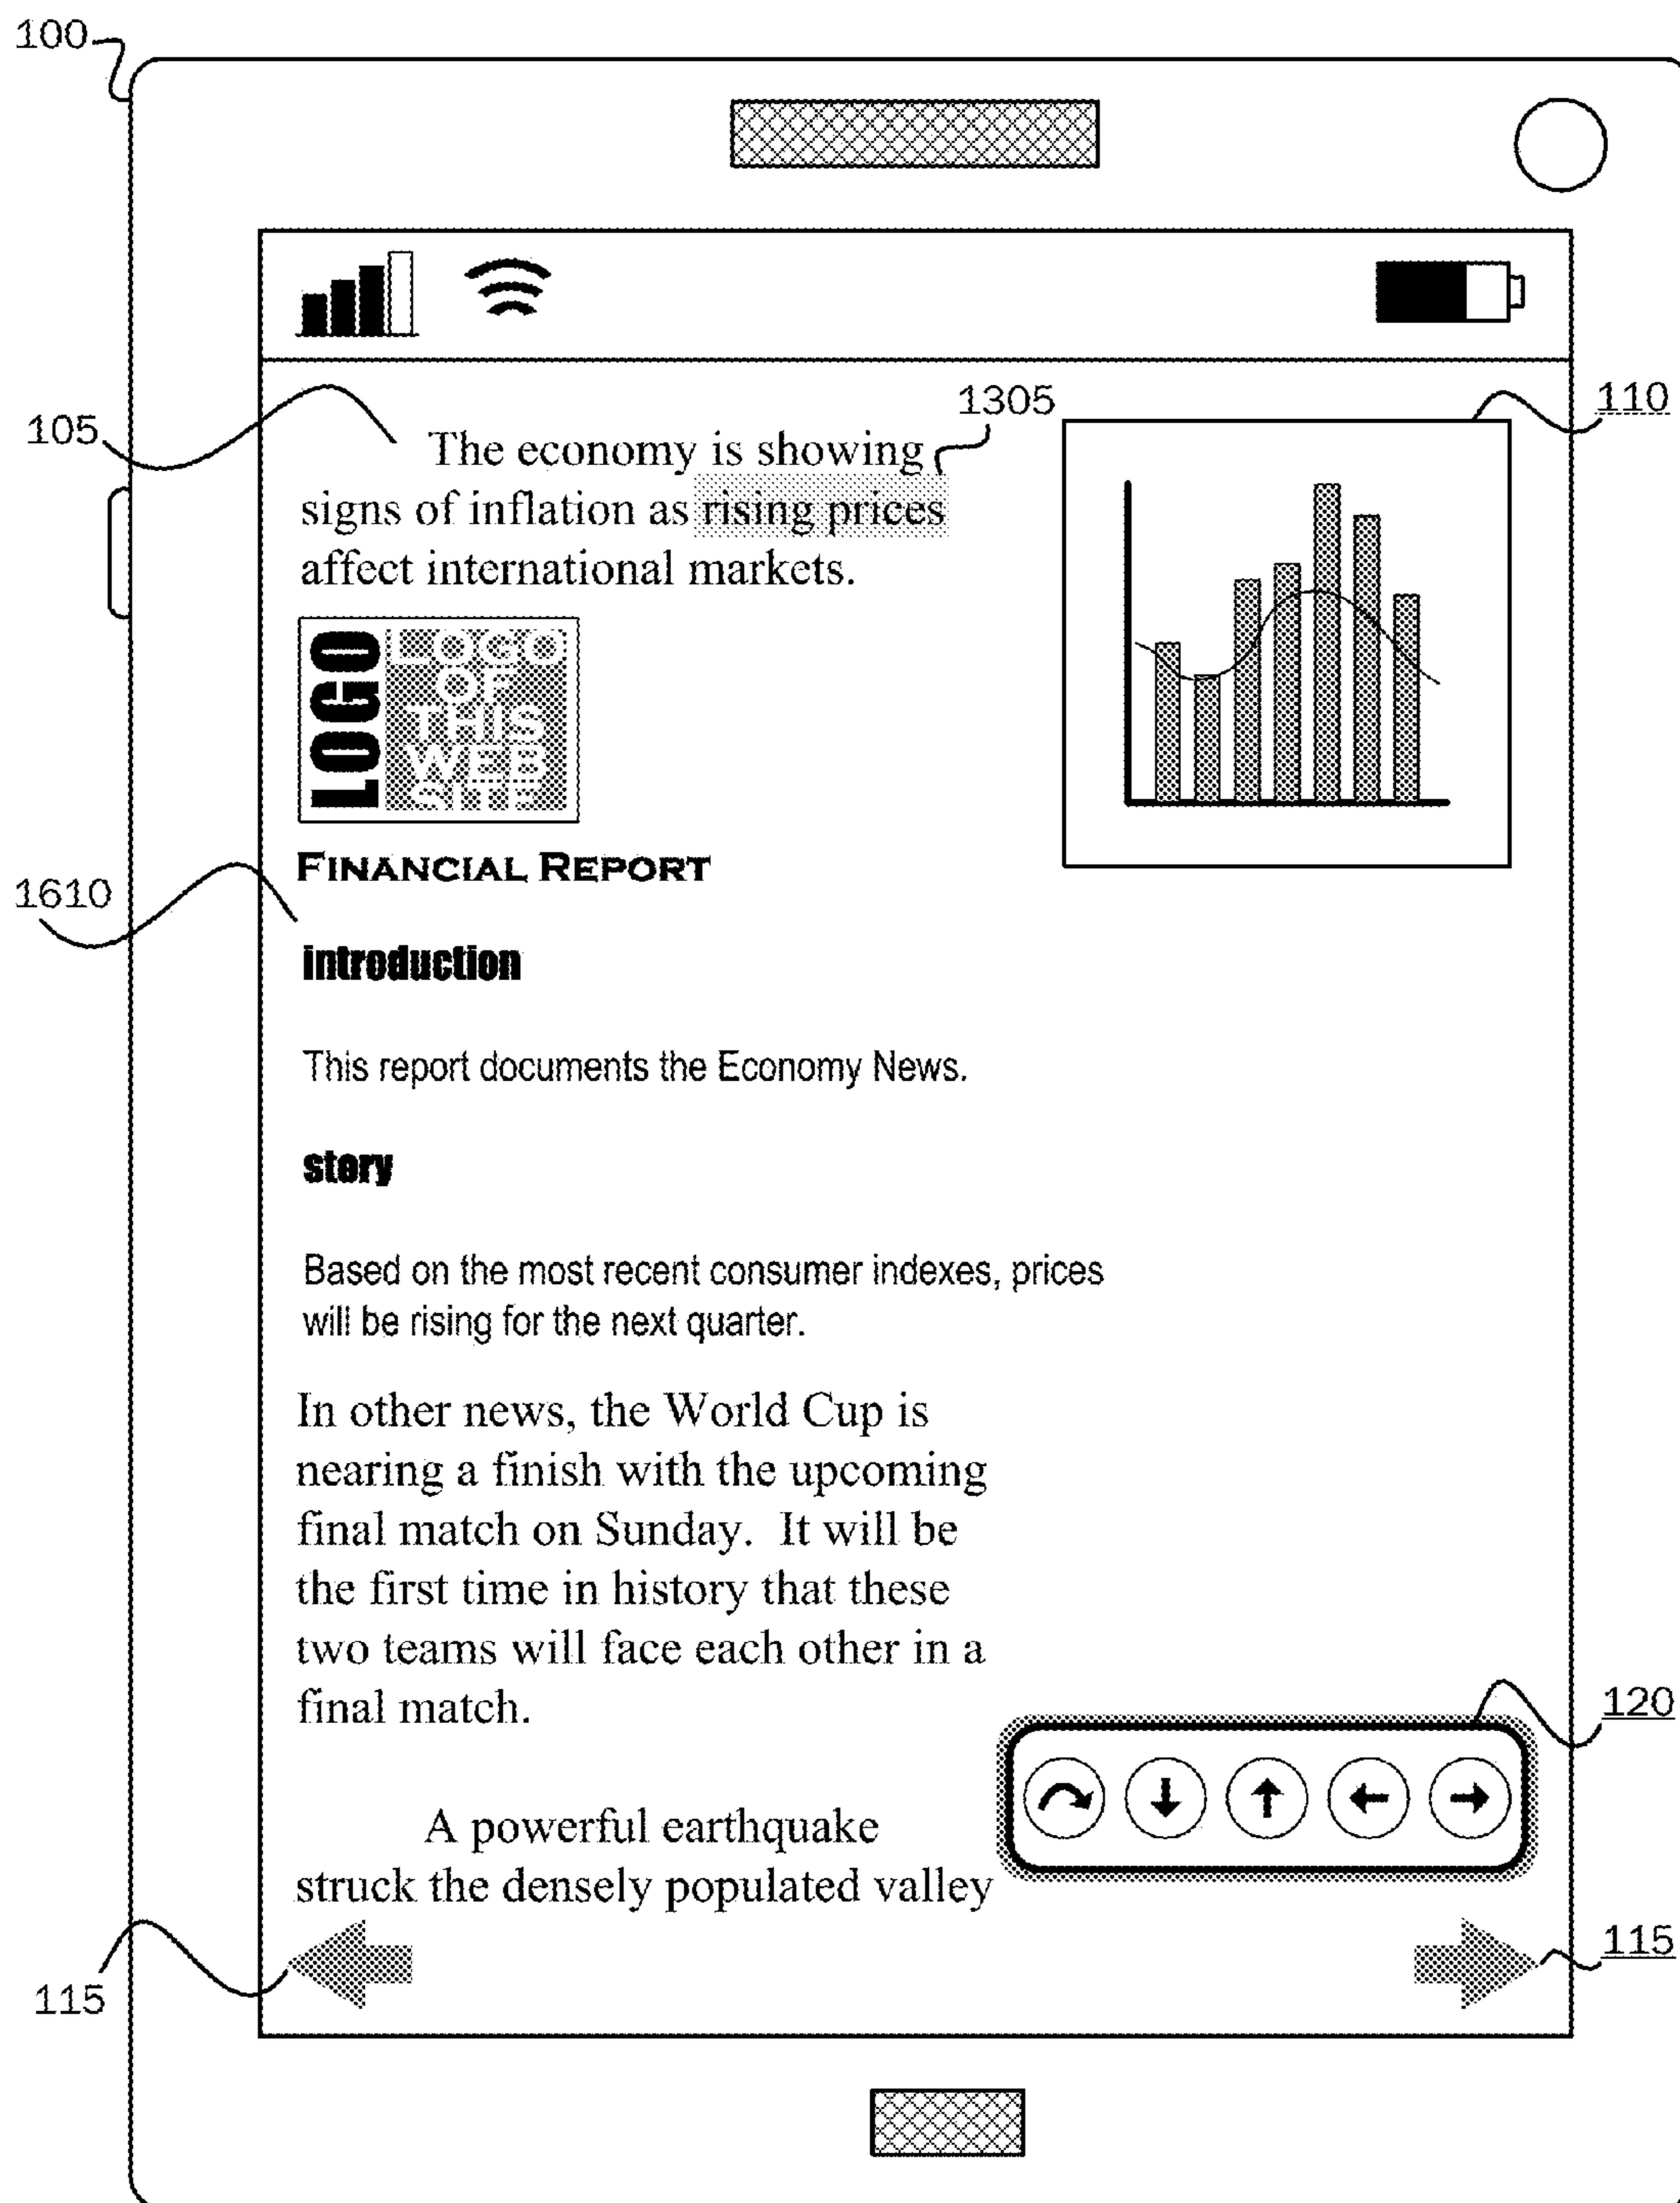 100
105
1305
110
The economy is showing
signs of inflation as rising prices
affect international markets.
LOGO
LOGO
OF
THIS
WEB
SITE
FINANCIAL REPORT
1610
introduction
This report documents the Economy News.
story
Based on the most recent consumer indexes, prices
will be rising for the next quarter.
In other news, the World Cup is
nearing a finish with the upcoming
final match on Sunday. It will be
the first time in history that these
two teams will face each other in a
final match.
120
A powerful earthquake
struck the densely populated valley
115
115